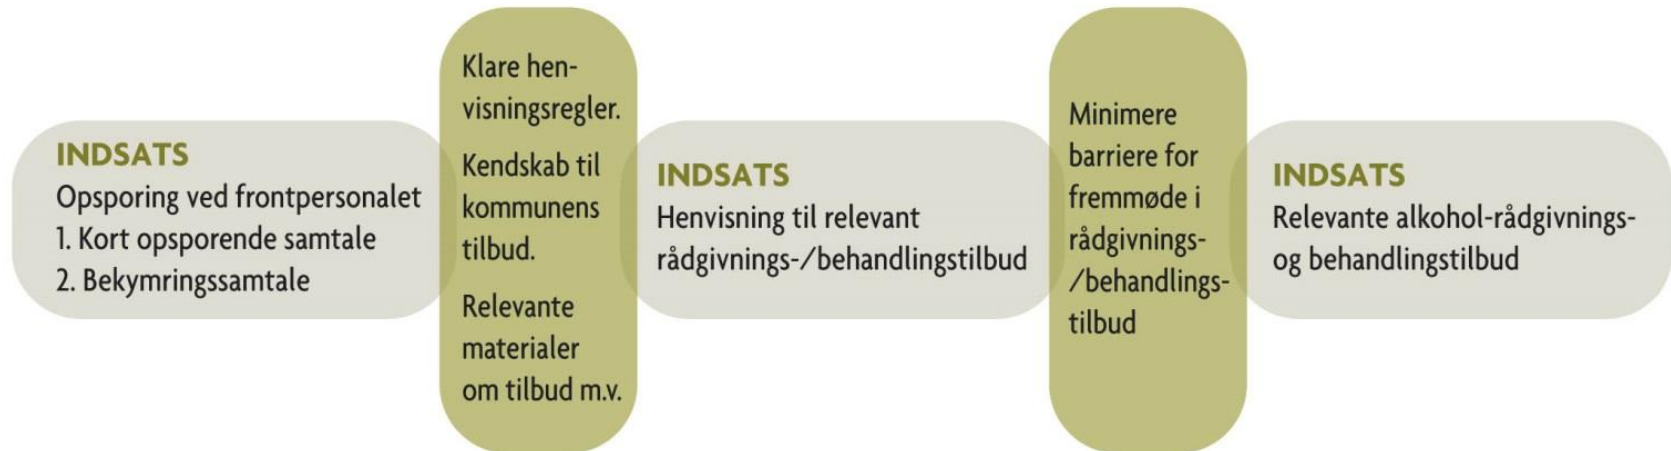 INDSATS
Opsporing ved frontpersonalet
1. Kort opsporende samtale
2. Bekymringssamtale
Klare hen-
visningsregler.
Kendskab til
kommunens
tilbud.
Relevante
materialer
om tilbud m.v.
INDSATS
Henvisning til relevant
rådgivnings-/behandlingstilbud
Minimere
barriere for
fremmøde i
rådgivnings-
/behandlings-
tilbud
INDSATS
Relevante alkohol-rådgivnings-
og behandlingstilbud